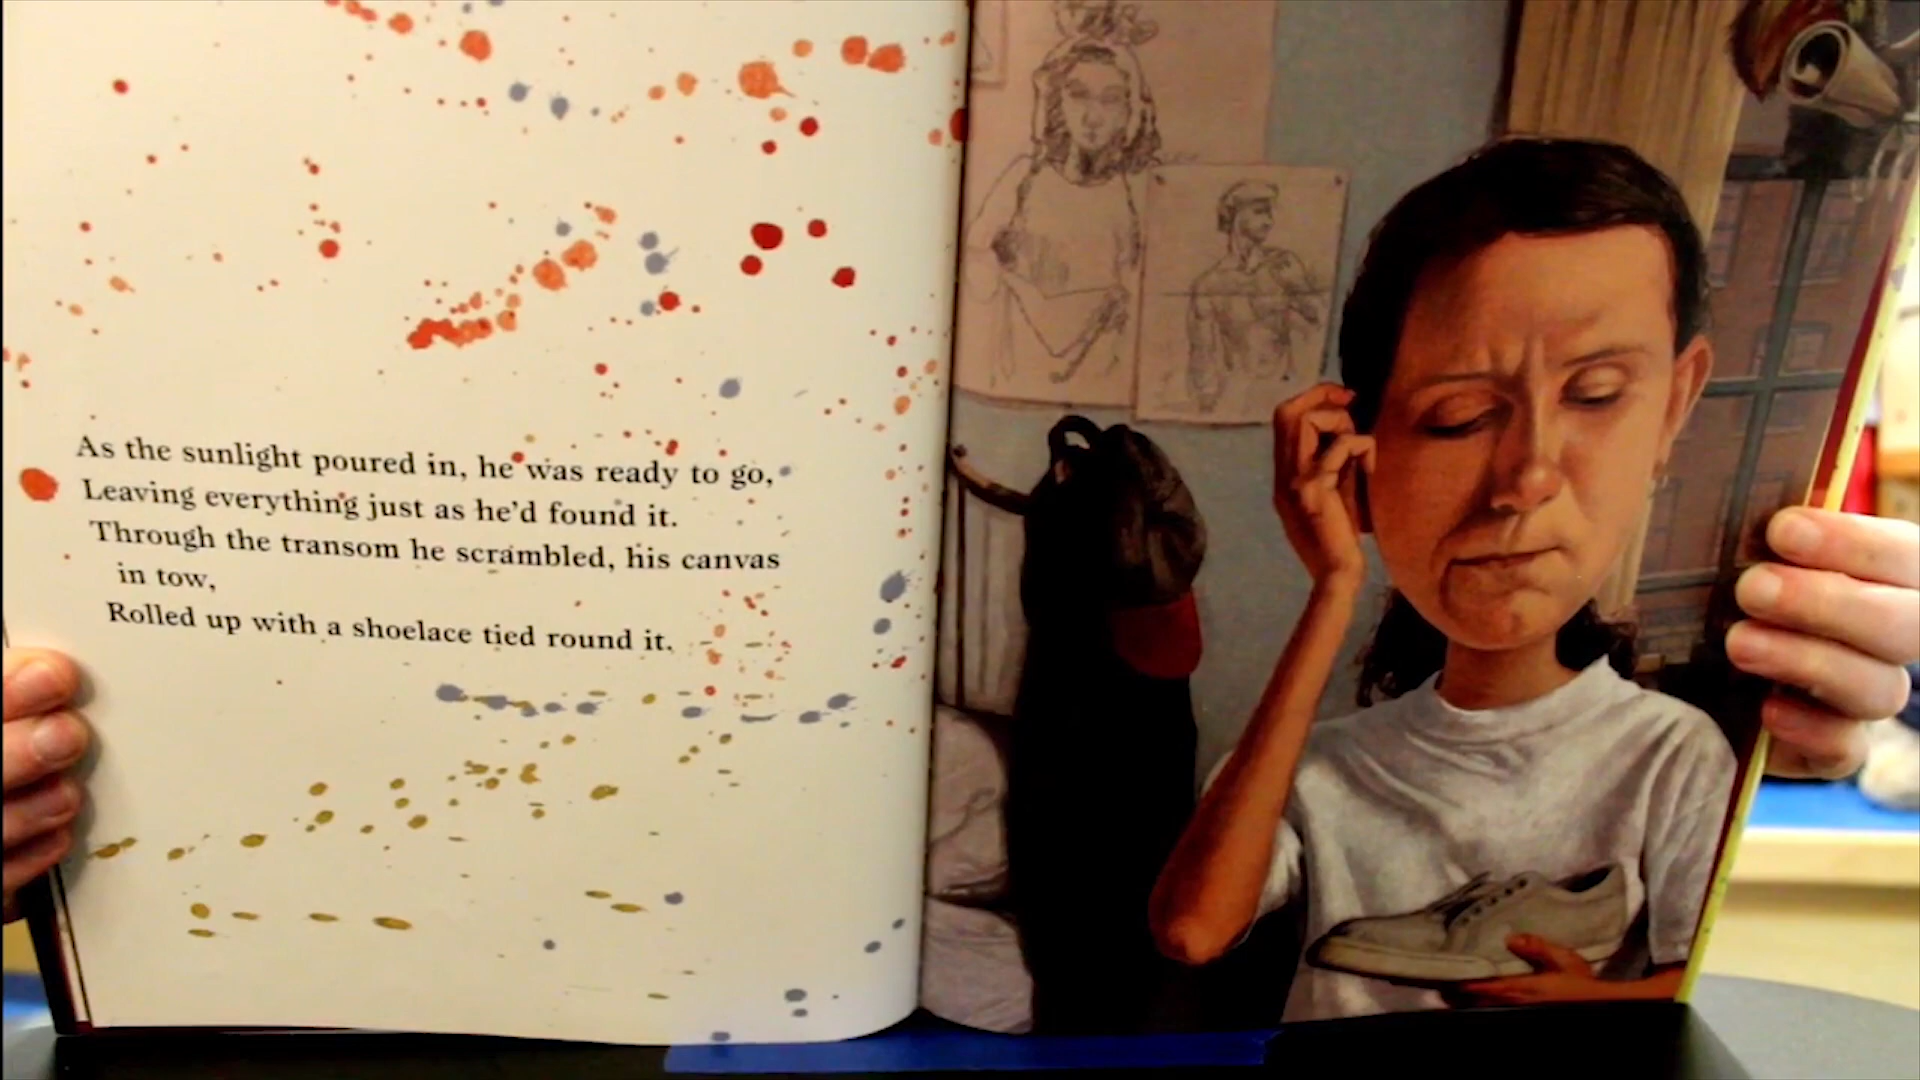 As the sunlight poured in, he was ready to go,
Leaving everything just as he'd found it.
Through the transom he scrambled, his canvas
in tow,
Rolled up with a shoelace tied round it.